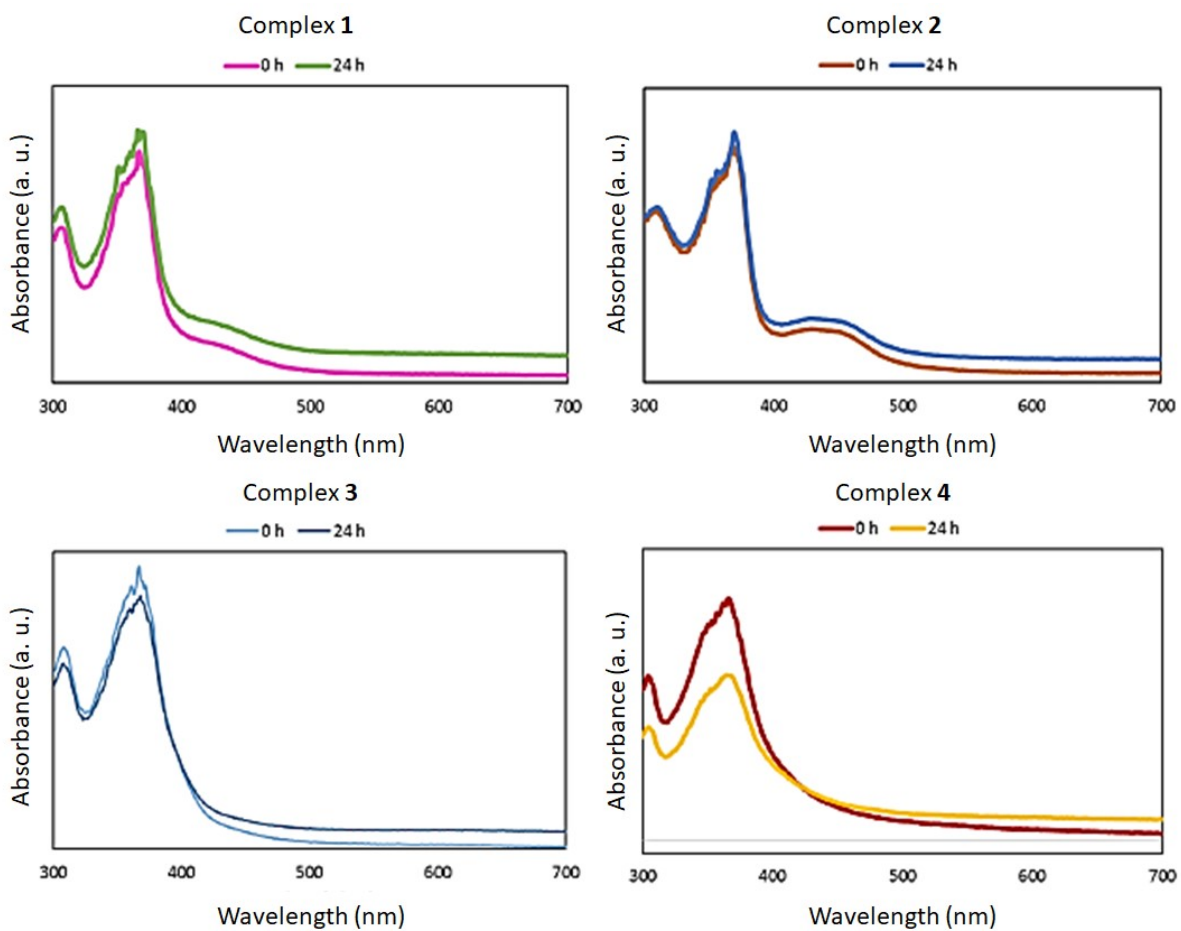 Complex 1
0 h 24 h
Absorbance (a. u.)
300 400 500 600 700
Wavelength (nm)
Complex 2
0 h 24 h
Absorbance (a. u.)
300 400 500 600 700
Wavelength (nm)
Complex 3
0 h 24 h
Absorbance (a. u.)
300 400 500 600 700
Wavelength (nm)
Complex 4
0 h 24 h
Absorbance (a. u.)
300 400 500 600 700
Wavelength (nm)